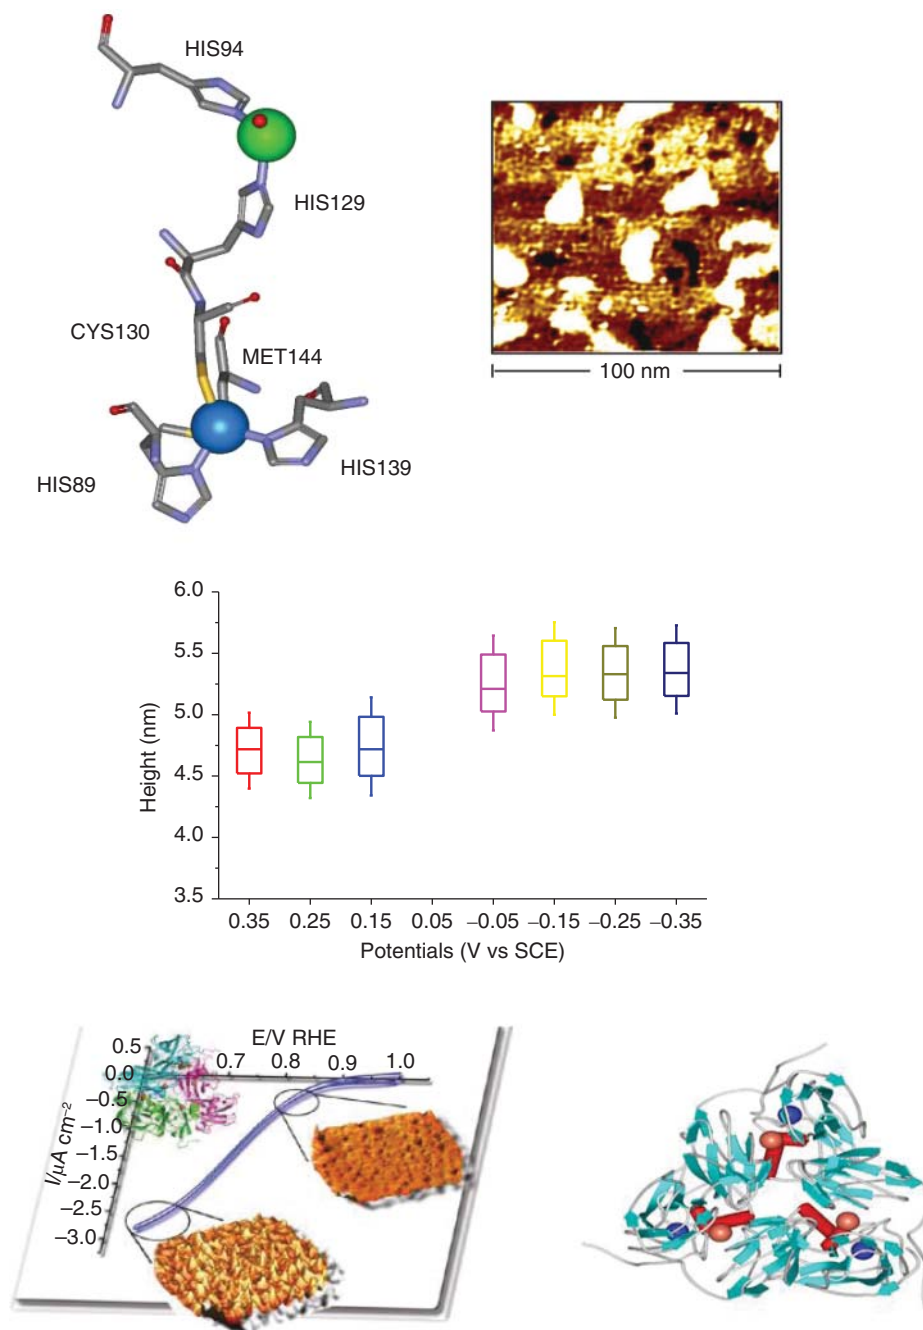 HIS94
HIS129
CYS130
MET144
HIS139
HIS89
100 nm
6.0
5.5
5.0
4.5
4.0
3.5
Height (nm)
0.35 0.25 0.15 0.05 −0.05 −0.15 −0.25 −0.35
Potentials (V vs SCE)
E/V RHE
0.7 0.8 0.9 1.0
0.5
0.0
−0.5
−1.0
−1.5
−2.0
−2.5
−3.0
I/µA cm⁻²